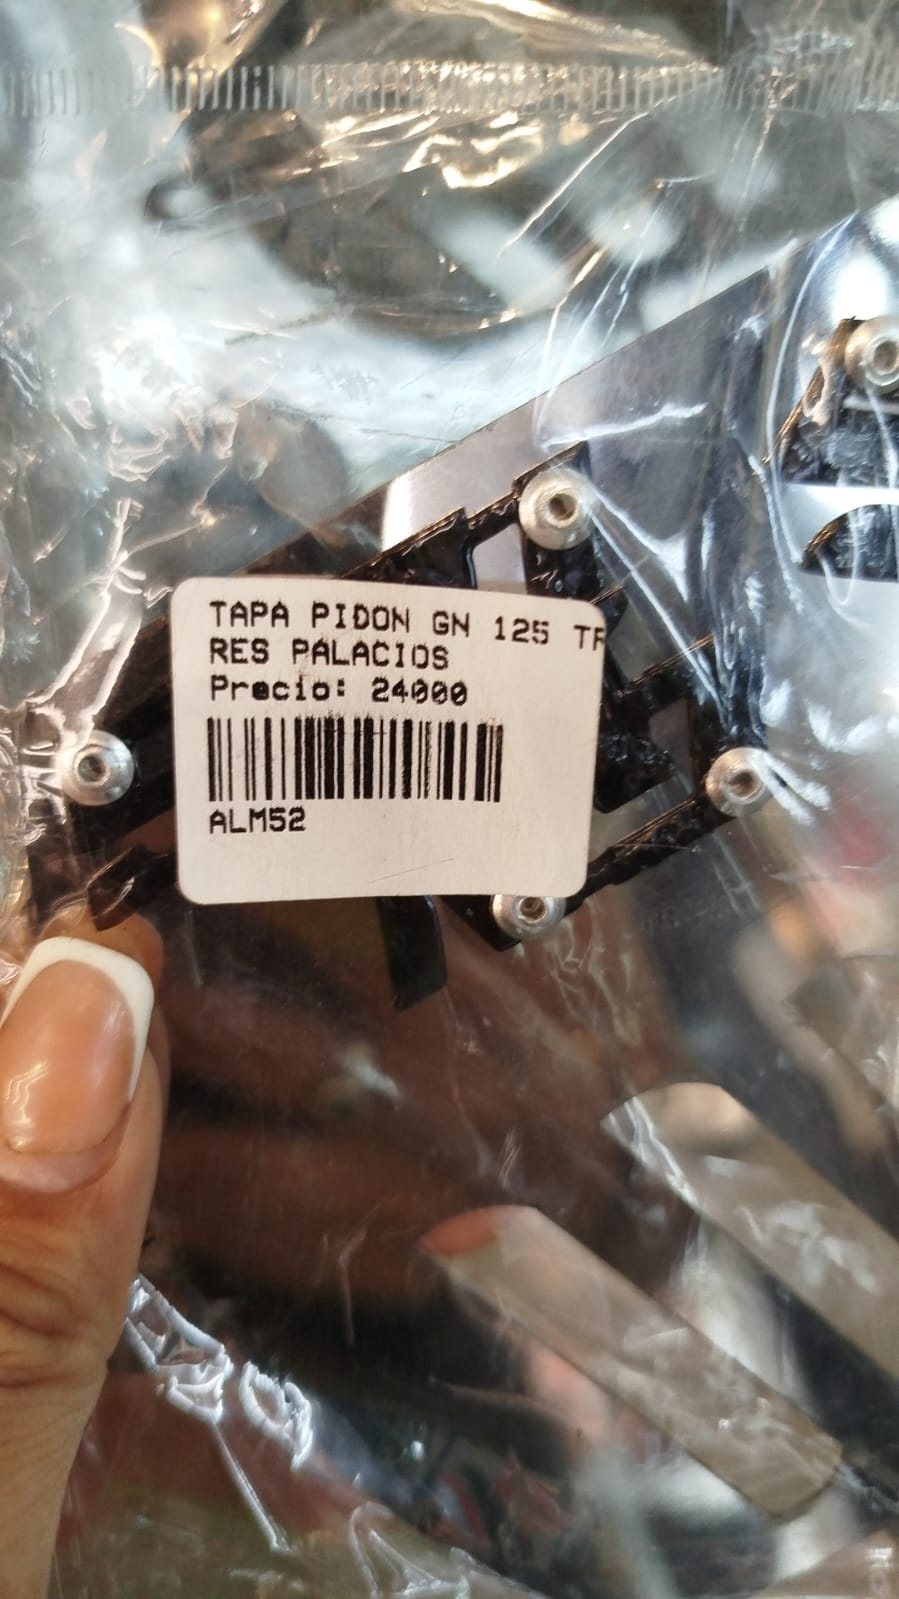 TAPA PIDON GN 125 TR
RES PALACIOS
Precio: 24000
ALM52